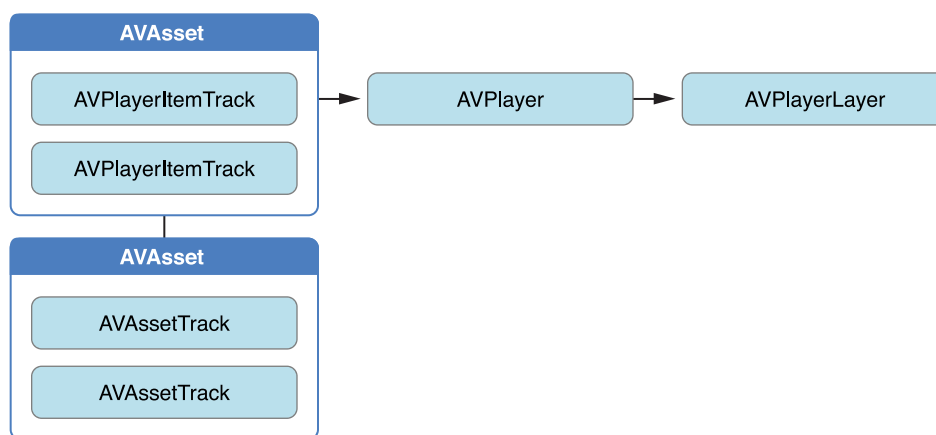 AVAsset
AVPlayerItemTrack
AVPlayerItemTrack
AVPlayer
AVPlayerLayer
AVAsset
AVAssetTrack
AVAssetTrack